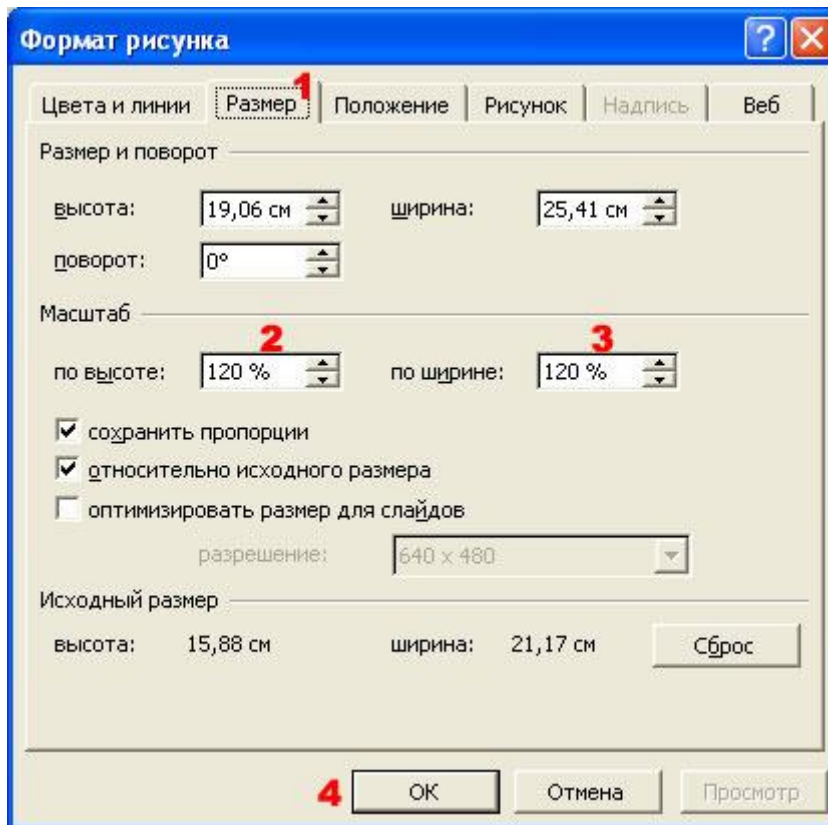 Формат рисунка
1
Цвета и линии Размер Положение Рисунок Надпись Веб
Размер и поворот
высота: 19,06 см ширина: 25,41 см
поворот: 0°
Масштаб
2 3
по высоте: 120 % по ширине: 120 %
сохранить пропорции
относительно исходного размера
оптимизировать размер для слайдов
разрешение: 640 x 480
Исходный размер
высота: 15,88 см ширина: 21,17 см Сброс
4 ОК Отмена Просмотр